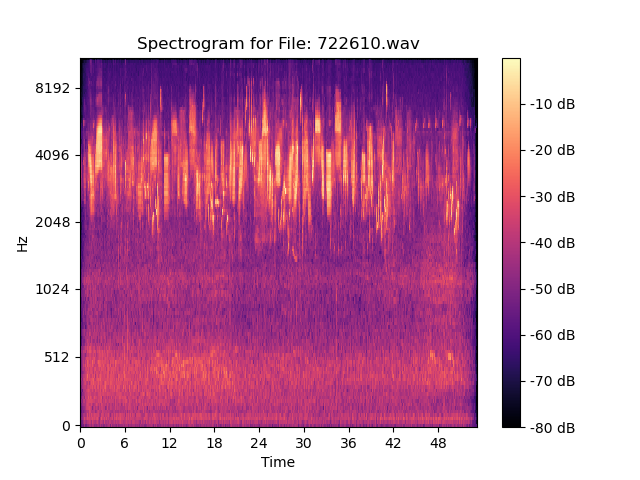 Spectrogram for File: 722610.wav
8192
4096
2048
1024
512
0
Hz
0 6 12 18 24 30 36 42 48
Time
-10 dB
-20 dB
-30 dB
-40 dB
-50 dB
-60 dB
-70 dB
-80 dB